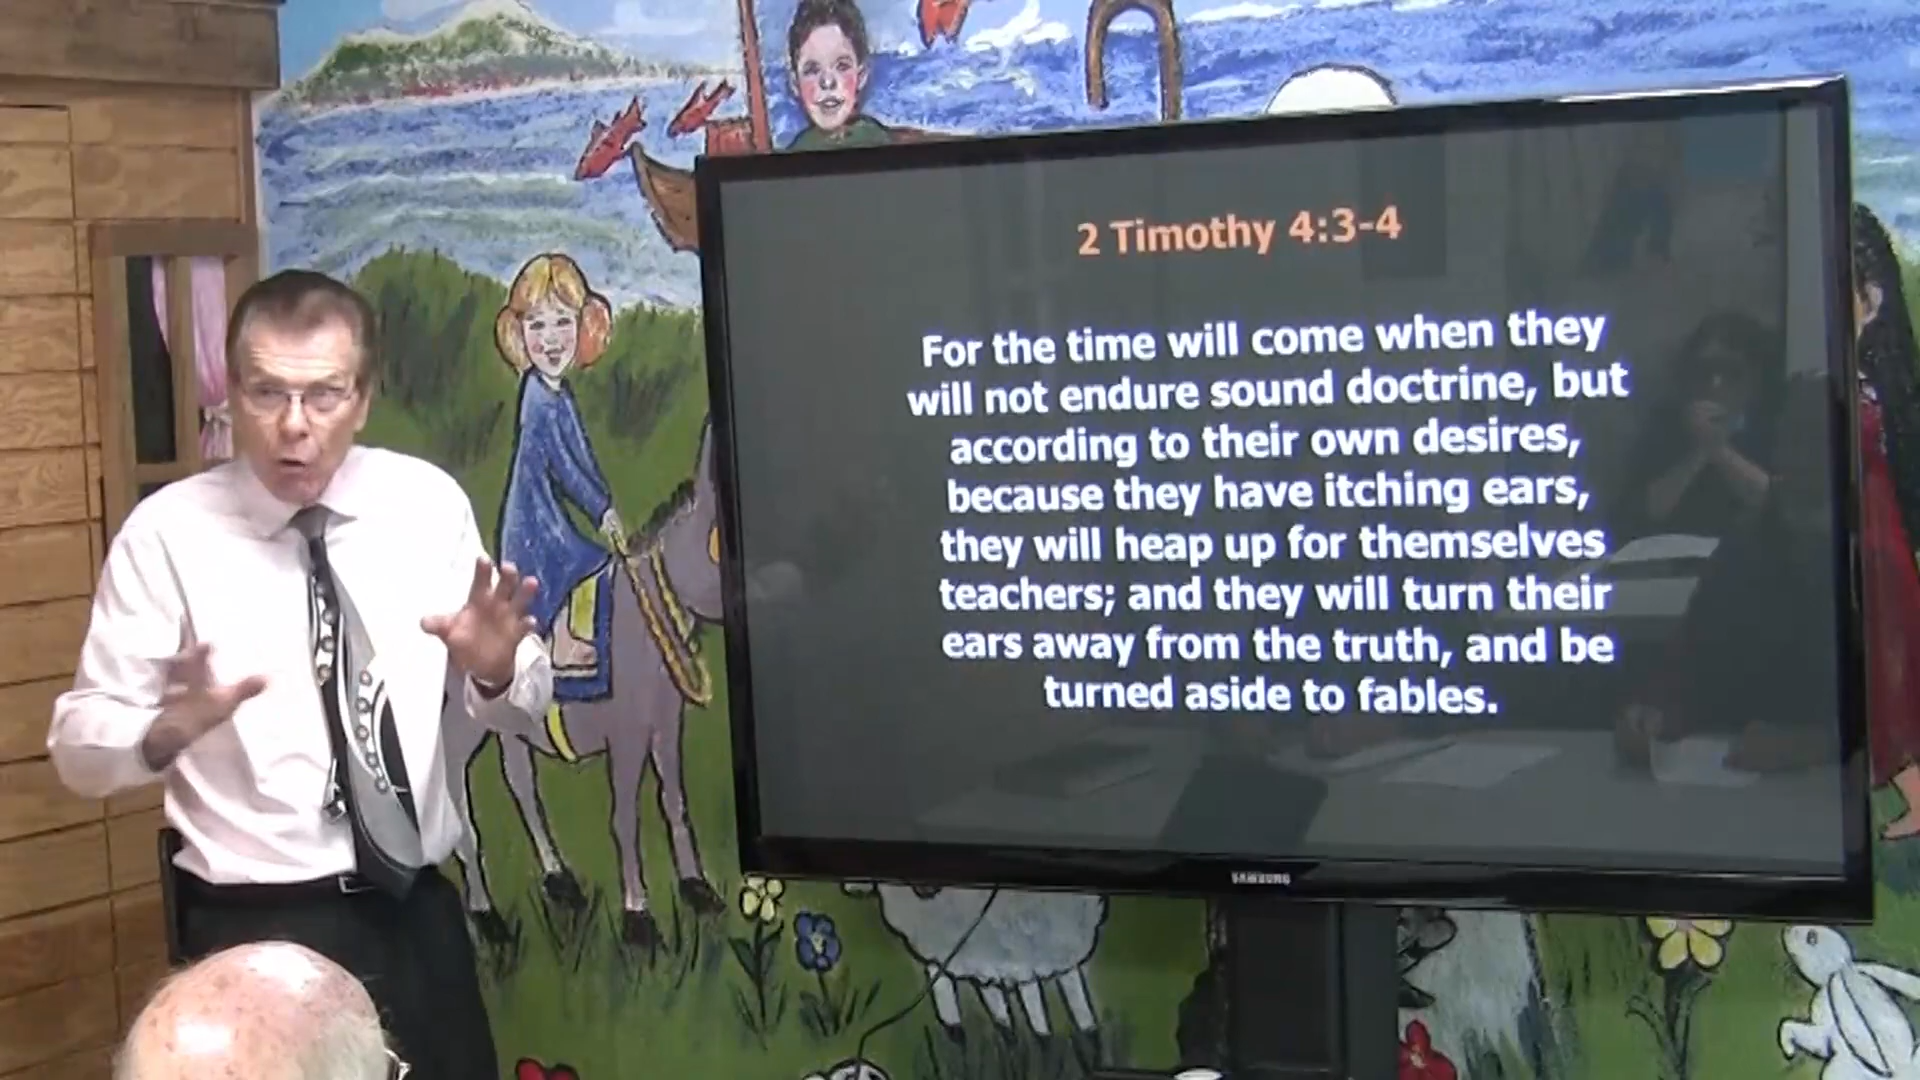 2 Timothy 4:3-4
For the time will come when they
will not endure sound doctrine, but
according to their own desires,
because they have itching ears,
they will heap up for themselves
teachers; and they will turn their
ears away from the truth, and be
turned aside to fables.
SAMSUNG